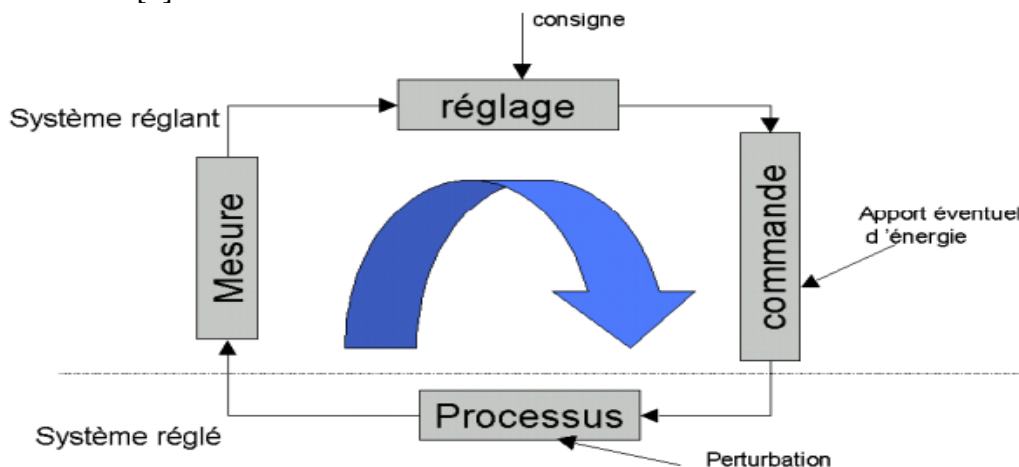 consigne
réglage
Système réglant
Mesure
commande
Apport éventuel
d 'énergie
Processus
Système réglé
Perturbation